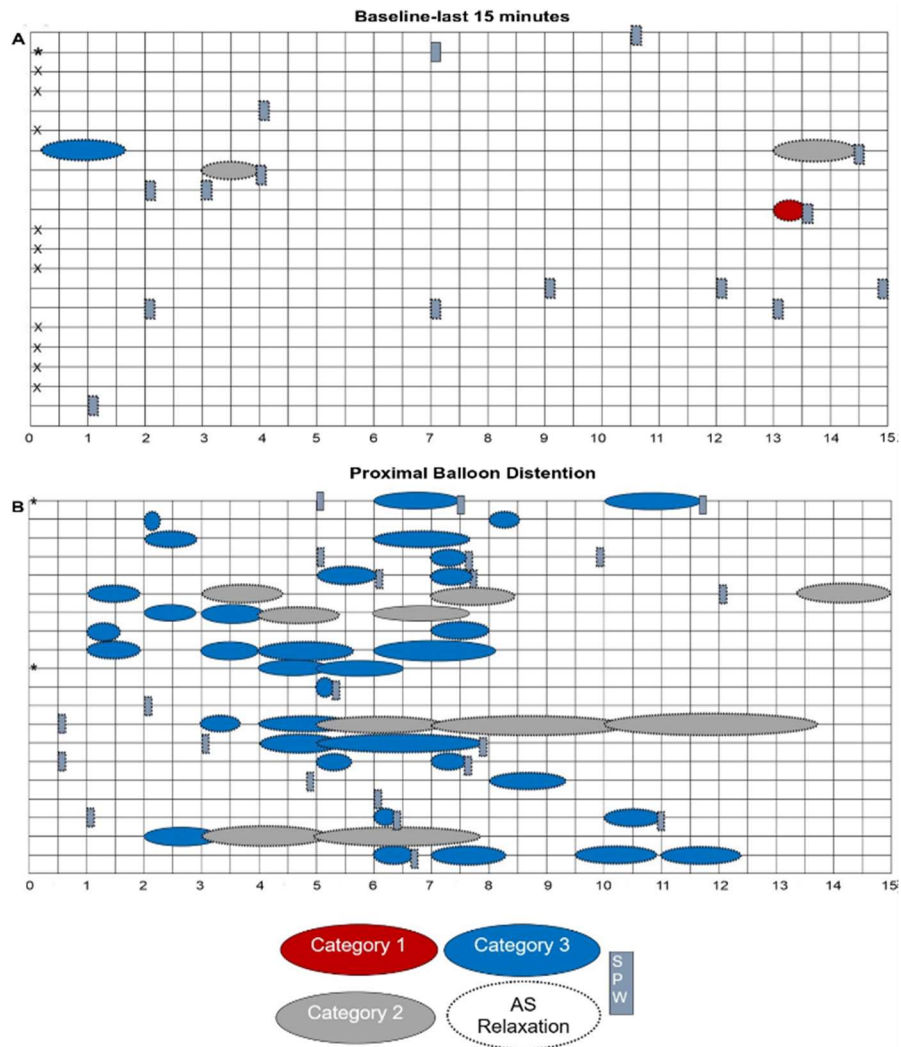 Baseline-last 15 minutes
A
*
X
X
X
X
X
X
X
X
X
X
0 1 2 3 4 5 6 7 8 9 10 11 12 13 14 15
Proximal Balloon Distention
B
*
*
0 1 2 3 4 5 6 7 8 9 10 11 12 13 14 15
Category 1 Category 3
Category 2 AS
Relaxation
S
P
W